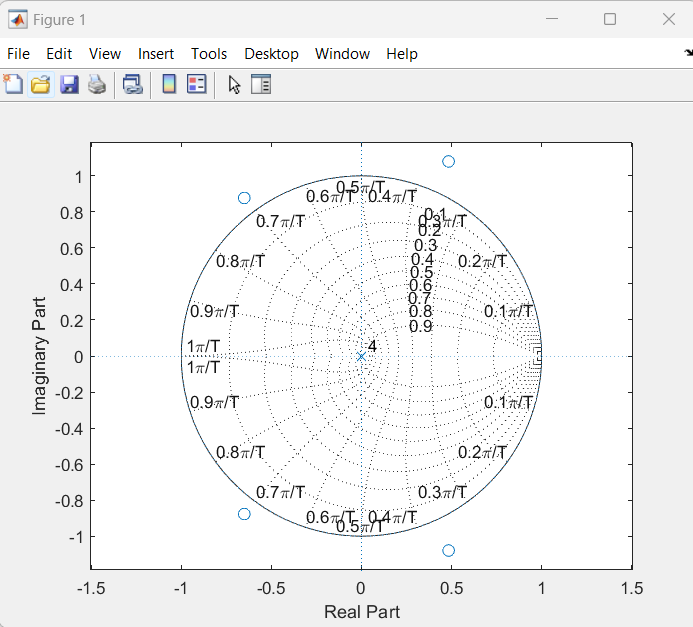 Figure 1
File Edit View Insert Tools Desktop Window Help
1
0.8
0.6
0.4
0.2
0
-0.2
-0.4
-0.6
-0.8
-1
Imaginary Part
0.5π/T
0.6π/T
0.4π/T
0.1
0.7π/T
0.3π/T
0.2
0.3
0.8π/T
0.4
0.2π/T
0.5
0.6
0.7
0.9π/T
0.8
0.1π/T
0.9
1π/T
4
1π/T
0.9π/T
0.1π/T
0.8π/T
0.2π/T
0.7π/T
0.3π/T
0.6π/T
0.4π/T
0.5π/T
-1.5 -1 -0.5 0 0.5 1 1.5
Real Part